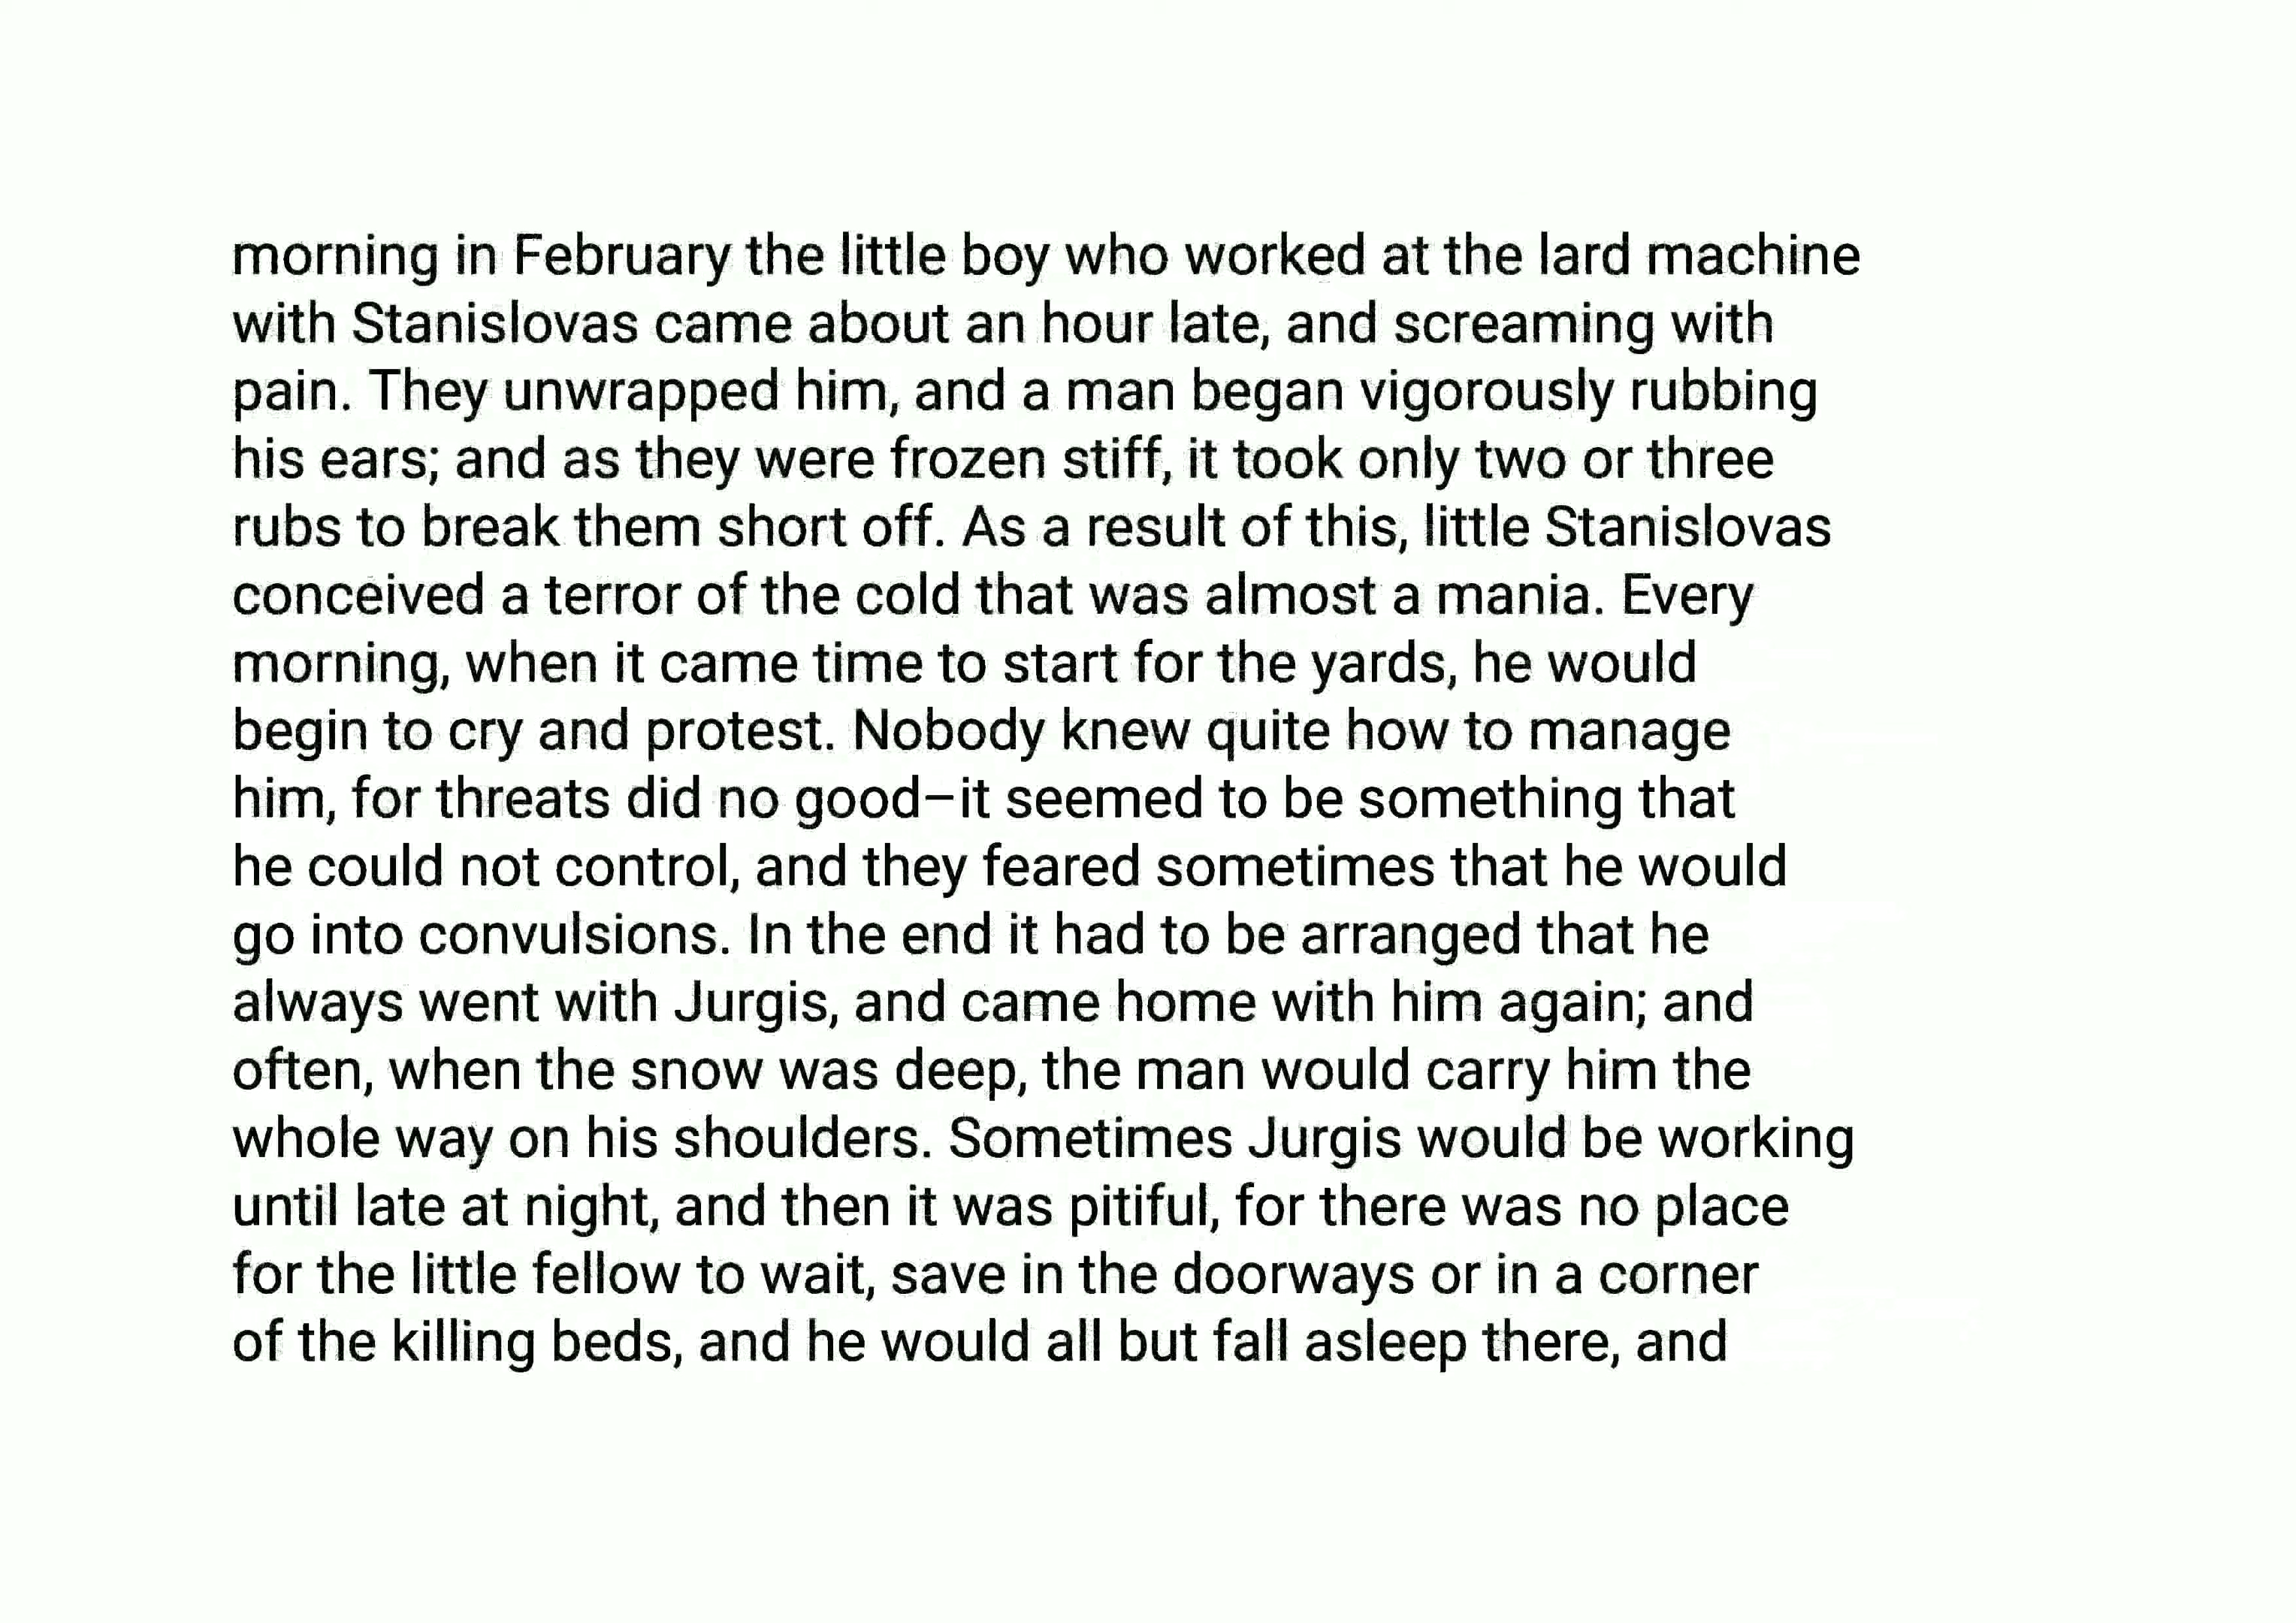 morning in February the little boy who worked at the lard machine
with Stanislovas came about an hour late, and screaming with
pain. They unwrapped him, and a man began vigorously rubbing
his ears; and as they were frozen stiff, it took only two or three
rubs to break them short off. As a result of this, little Stanislovas
conceived a terror of the cold that was almost a mania. Every
morning, when it came time to start for the yards, he would
begin to cry and protest. Nobody knew quite how to manage
him, for threats did no good–it seemed to be something that
he could not control, and they feared sometimes that he would
go into convulsions. In the end it had to be arranged that he
always went with Jurgis, and came home with him again; and
often, when the snow was deep, the man would carry him the
whole way on his shoulders. Sometimes Jurgis would be working
until late at night, and then it was pitiful, for there was no place
for the little fellow to wait, save in the doorways or in a corner
of the killing beds, and he would all but fall asleep there, and